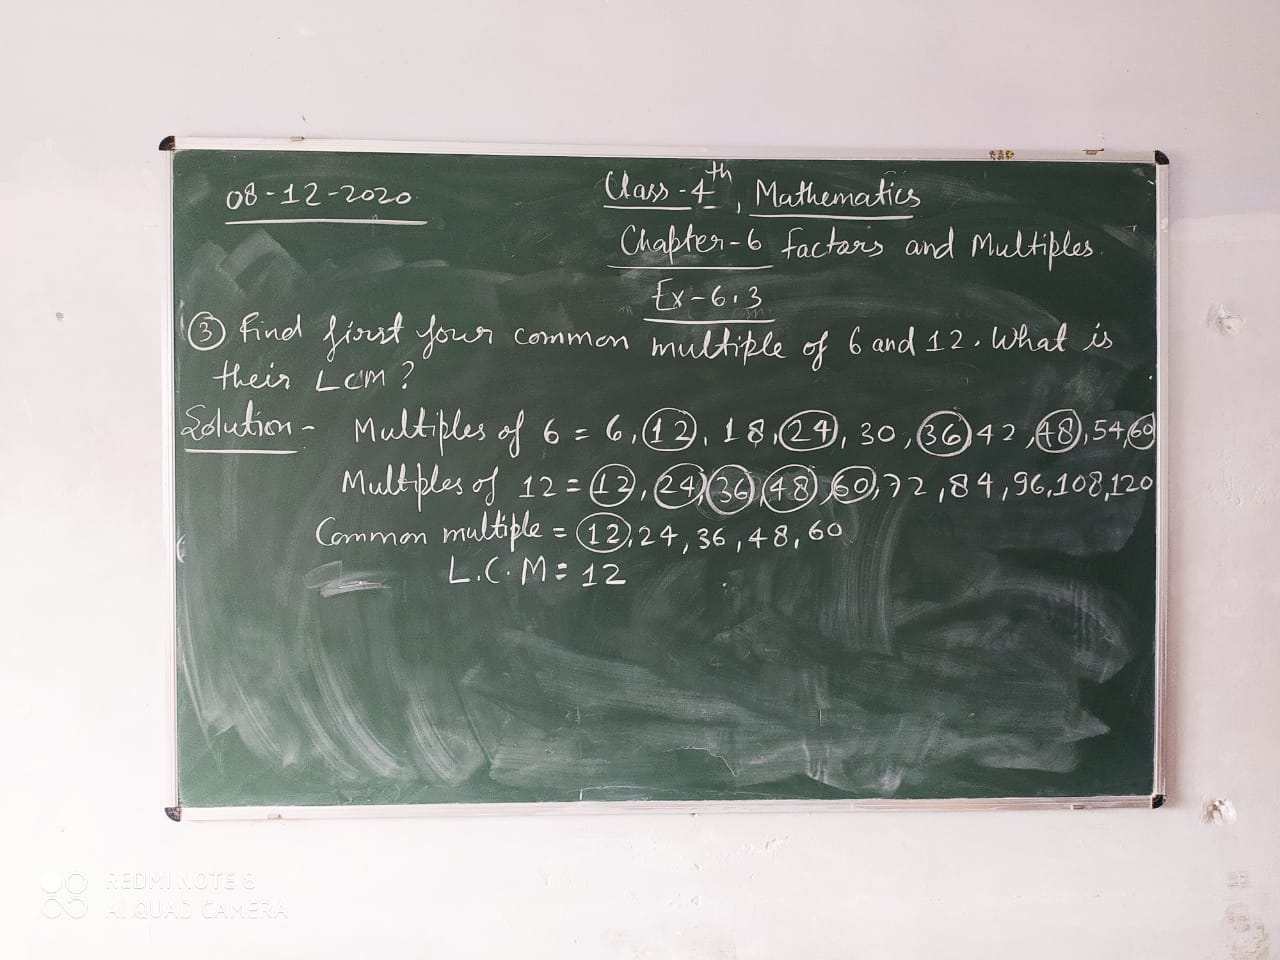 08-12-2020
Class-4th, Mathematics
Chapter-6 Factors and Multiples.
Ex-6.3
③ Find first four common multiple of 6 and 12. What is
their LCM?
Solution- Multiples of 6 = 6, 12, 18, 24, 30, 36, 42, 48, 54, 60
Multiples of 12 = 12, 24, 36, 48, 60, 72, 84, 96, 108, 120
Common multiple = 12, 24, 36, 48, 60
L.C.M = 12
REDMI NOTE 8
AI QUAD CAMERA